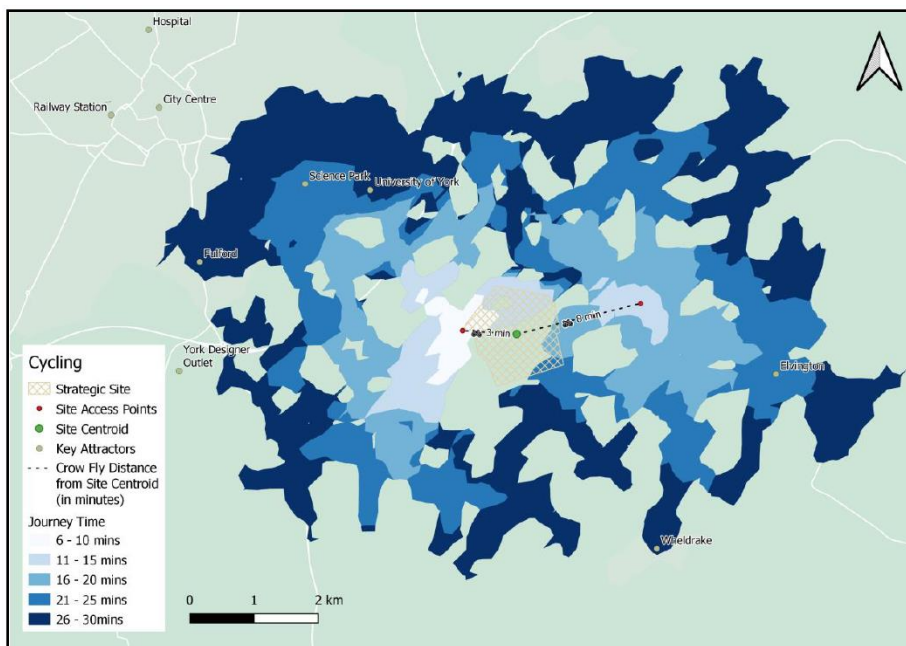 Hospital
Railway Station
City Centre
Science Park
University of York
Fulford
3 min
8 min
York Designer
Outlet
Elvington
Wheldrake
Cycling
Strategic Site
Site Access Points
Site Centroid
Key Attractors
Crow Fly Distance
from Site Centroid
(in minutes)
Journey Time
6 - 10 mins
11 - 15 mins
16 - 20 mins
21 - 25 mins
26 - 30mins
0 1 2 km